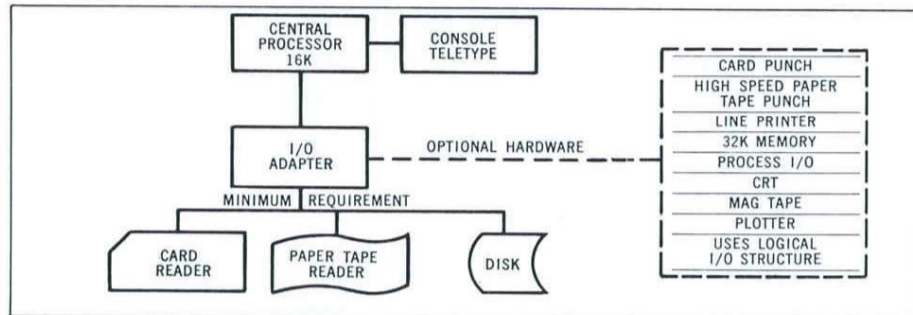 CENTRAL
PROCESSOR
16K
CONSOLE
TELETYPE
I/O
ADAPTER
OPTIONAL HARDWARE
MINIMUM REQUIREMENT
CARD
READER
PAPER TAPE
READER
DISK
CARD PUNCH
HIGH SPEED PAPER
TAPE PUNCH
LINE PRINTER
32K MEMORY
PROCESS I/O
CRT
MAG TAPE
PLOTTER
USES LOGICAL
I/O STRUCTURE